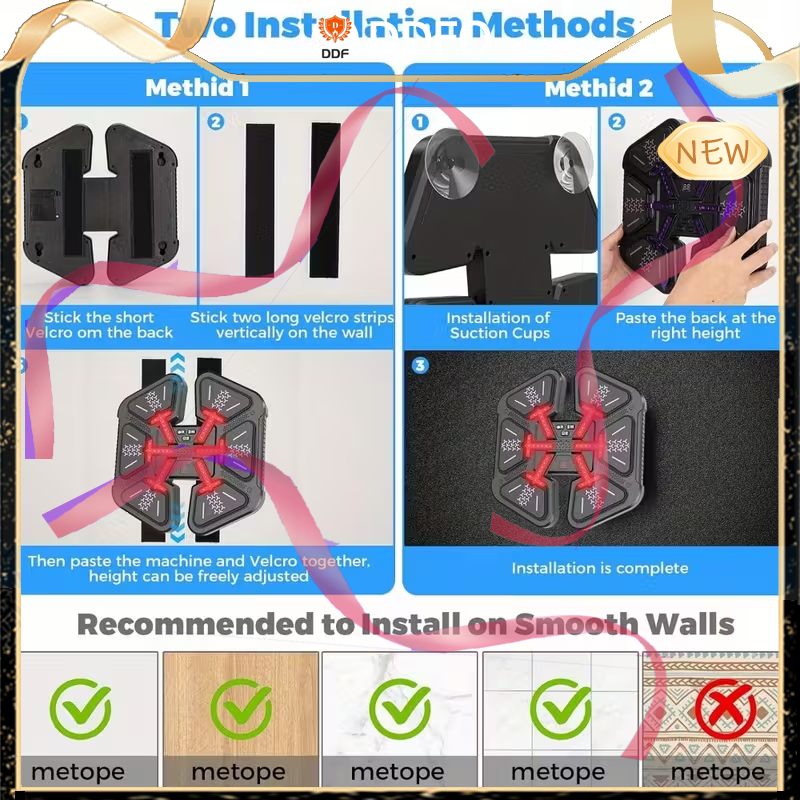 Two Installation Methods
D
DDF
Methid 1
Methid 2
2
1
2
NEW
Stick the short
Velcro om the back
Stick two long velcro strips
vertically on the wall
Installation of
Suction Cups
Paste the back at the
right height
3
Then paste the machine and Velcro together,
height can be freely adjusted
Installation is complete
Recommended to Install on Smooth Walls
metope
metope
metope
metope
metope